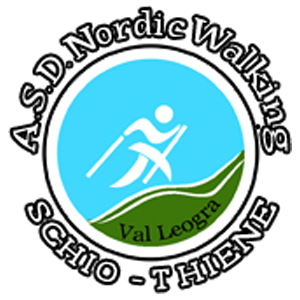 A.S.D. Nordic Walking
Val Leogra
SCHIO - THIENE